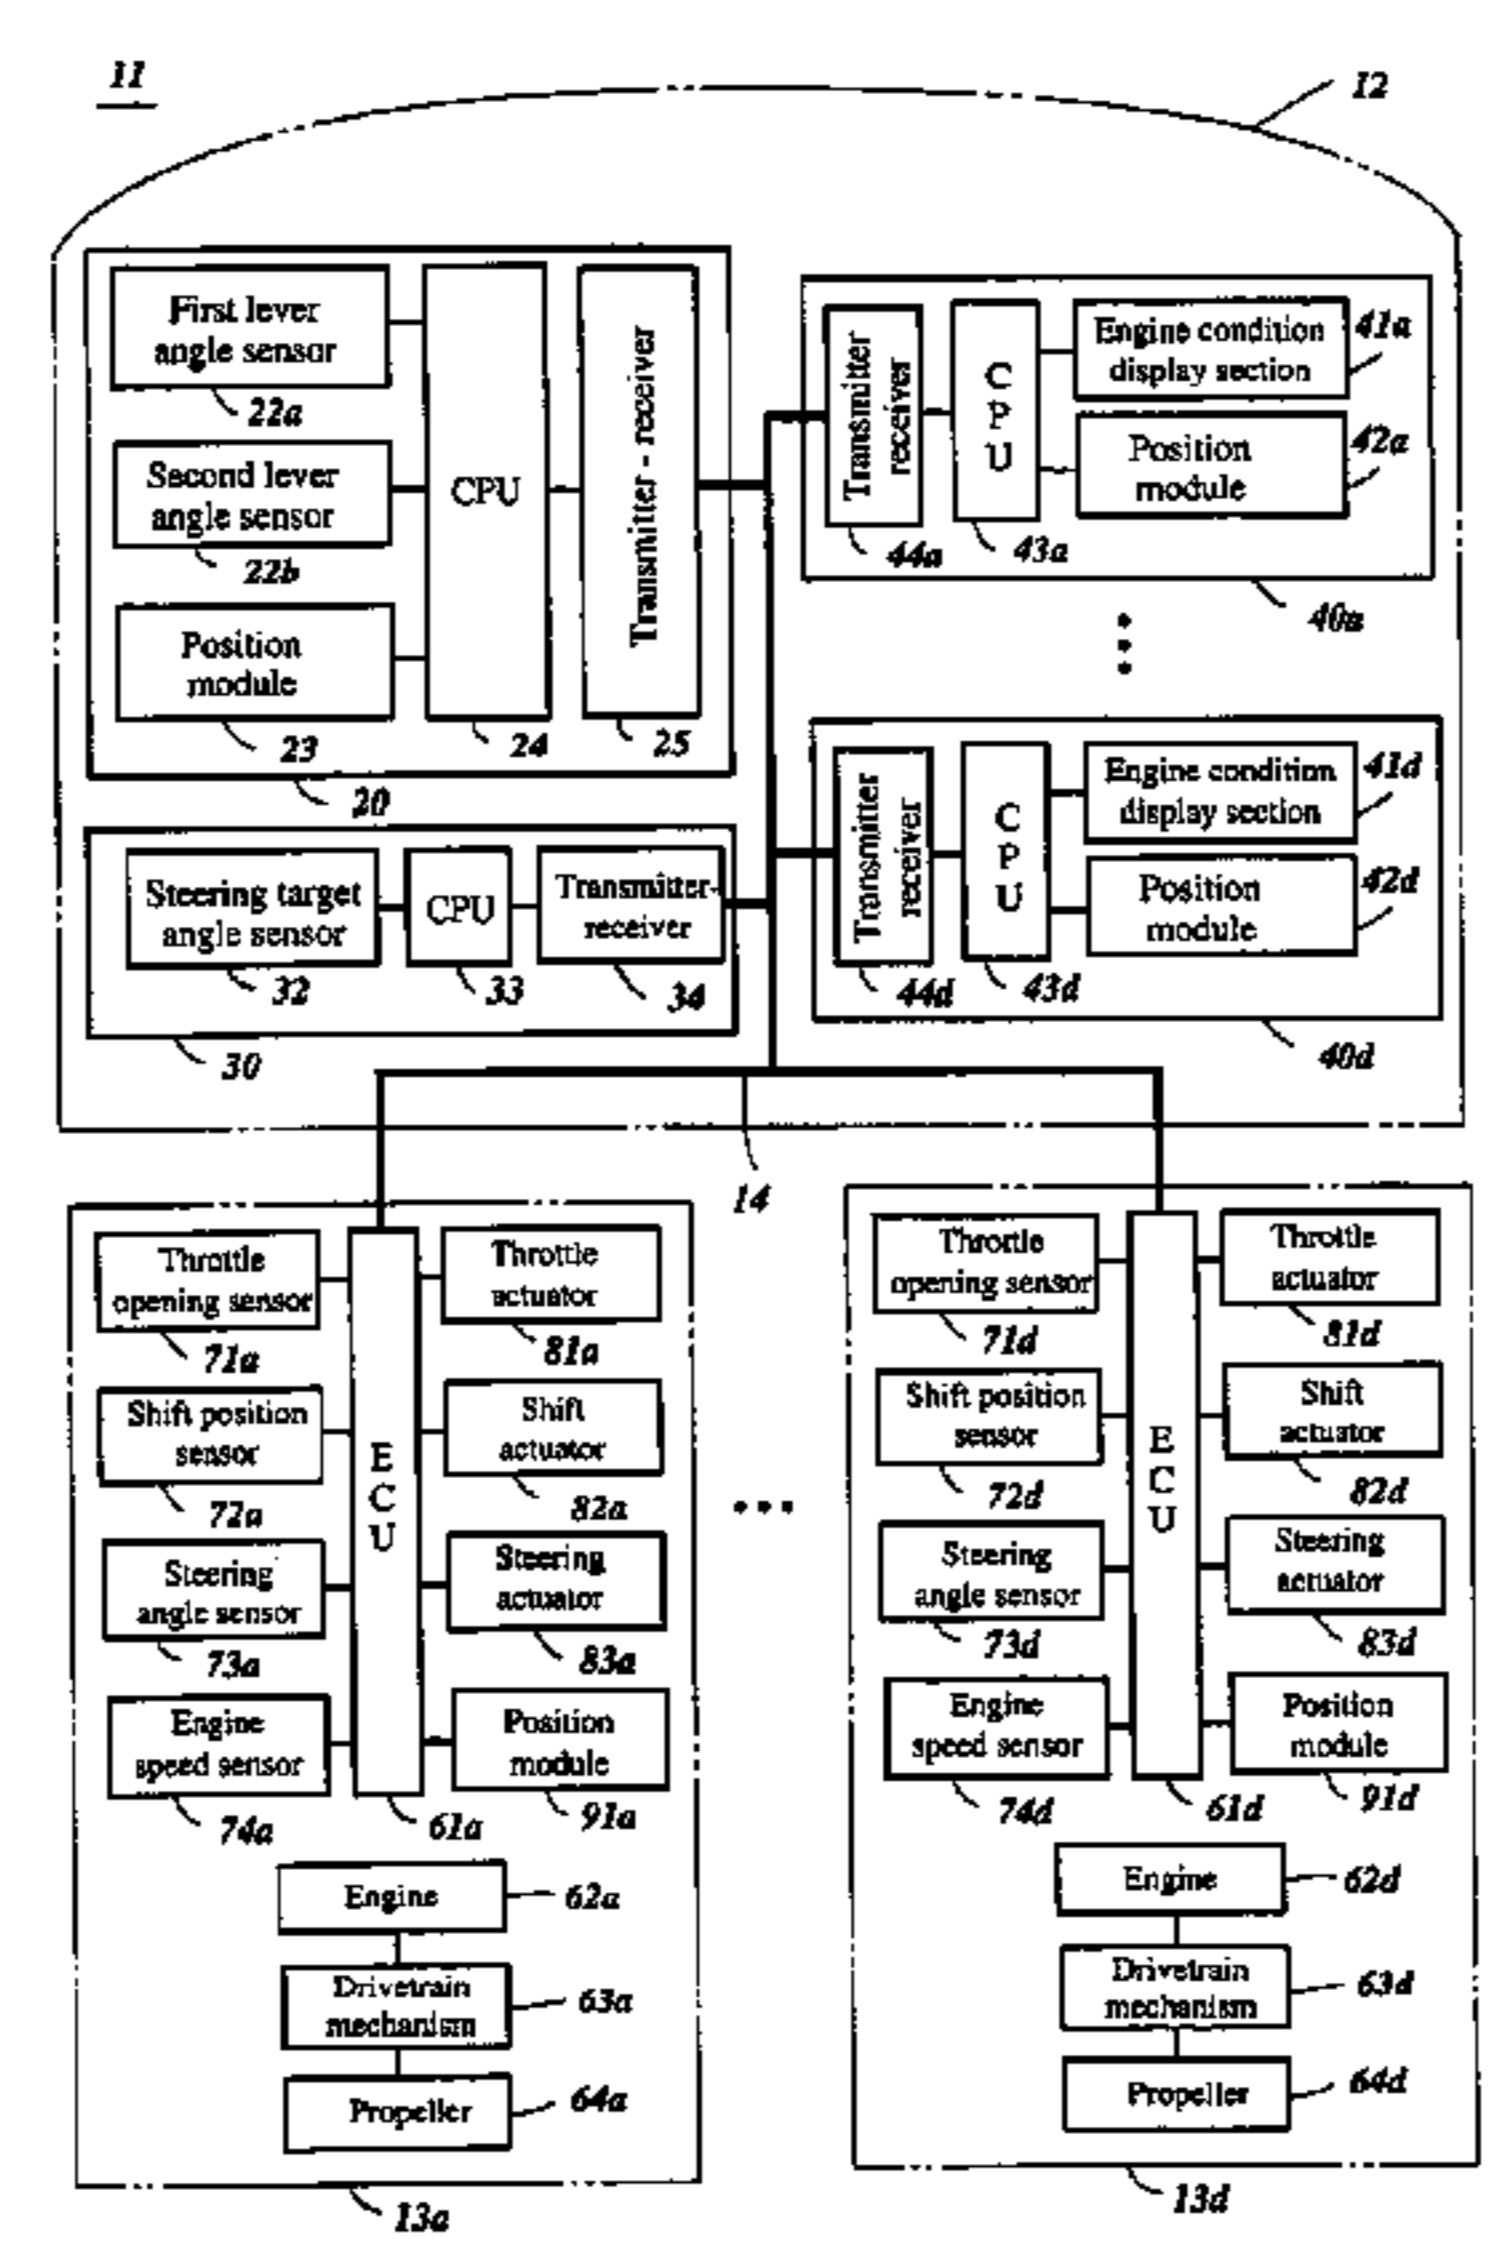 11
12
First lever
angle sensor
22a
Second lever
angle sensor
22b
Position
module
23
CPU
24
Transmitter - receiver
25
20
Steering target
angle sensor
32
CPU
33
Transmitter-
receiver
34
30
Transmitter
receiver
44a
C
P
U
43a
Engine condition
display section
41a
Position
module
42a
40a
Transmitter
receiver
44d
C
P
U
43d
Engine condition
display section
41d
Position
module
42d
40d
14
Throttle
opening sensor
71a
Shift position
sensor
72a
Steering
angle sensor
73a
Engine
speed sensor
74a
E
C
U
61a
Throttle
actuator
81a
Shift
actuator
82a
Steering
actuator
83a
Position
module
91a
Engine
62a
Drivetrain
mechanism
63a
Propeller
64a
13a
Throttle
opening sensor
71d
Shift position
sensor
72d
Steering
angle sensor
73d
Engine
speed sensor
74d
E
C
U
61d
Throttle
actuator
81d
Shift
actuator
82d
Steering
actuator
83d
Position
module
91d
Engine
62d
Drivetrain
mechanism
63d
Propeller
64d
13d